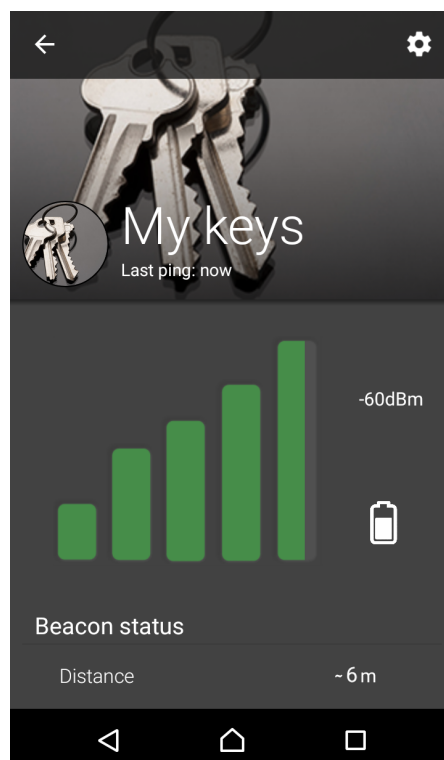 My keys
Last ping: now
-60dBm
Beacon status
Distance ~6m